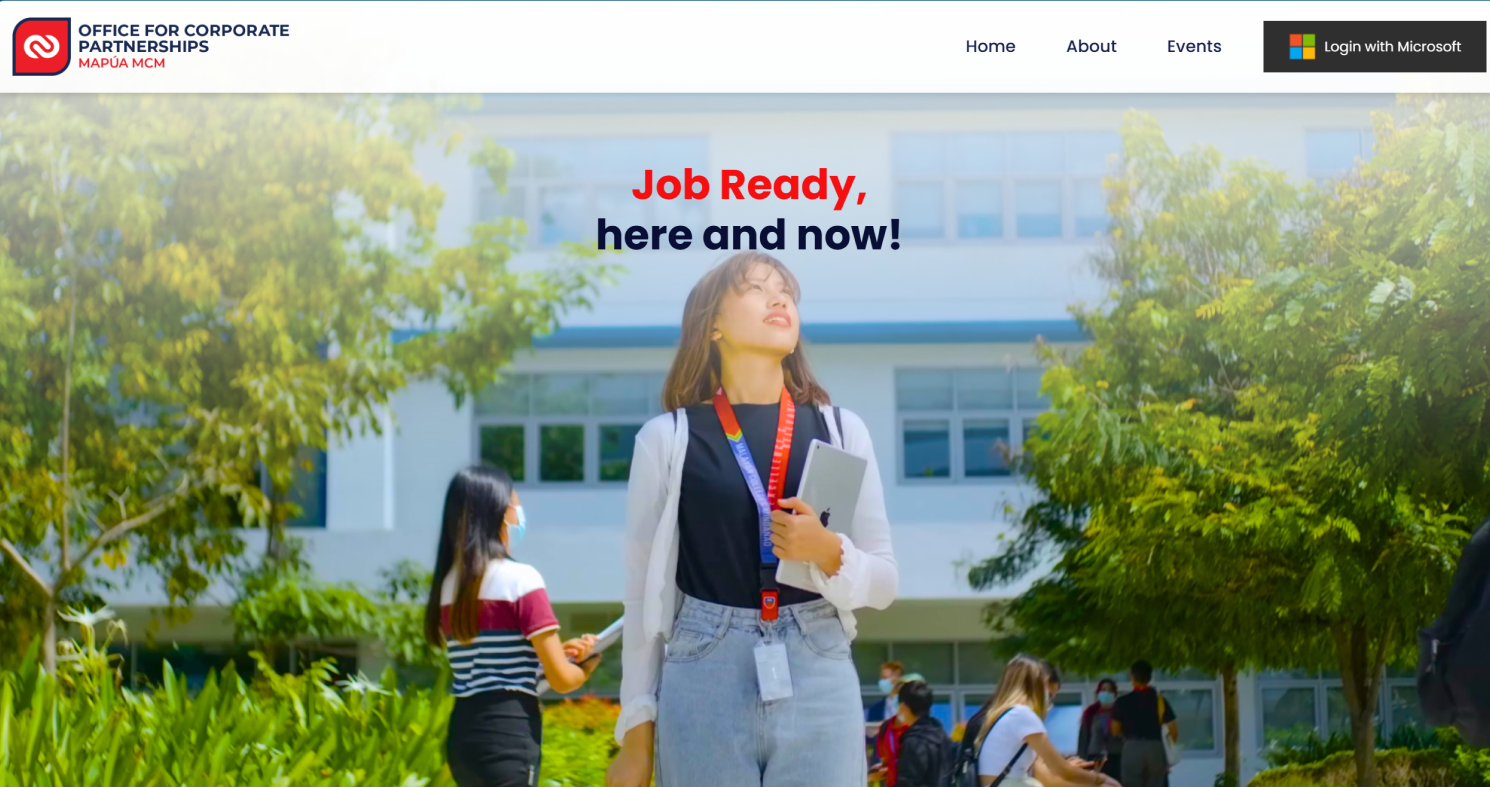 OFFICE FOR CORPORATE
PARTNERSHIPS
MAPÚA MCM
Home
About
Events
Login with Microsoft
Job Ready,
here and now!